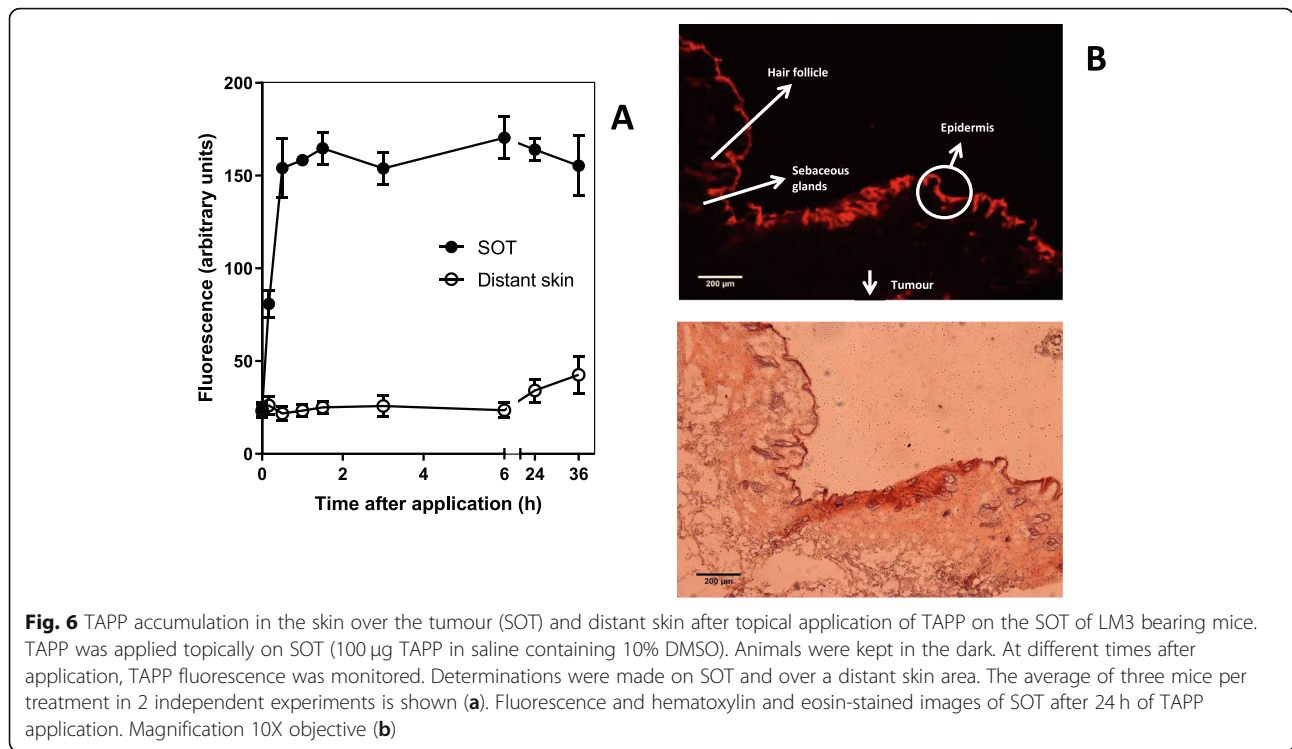 A
200
150
100
50
0
Fluorescence (arbitrary units)
SOT
Distant skin
0 2 4 6 24 36
Time after application (h)
B
Hair follicle
Epidermis
Sebaceous
glands
200 µm
Tumour
200 µm
Fig. 6 TAPP accumulation in the skin over the tumour (SOT) and distant skin after topical application of TAPP on the SOT of LM3 bearing mice.
TAPP was applied topically on SOT (100 µg TAPP in saline containing 10% DMSO). Animals were kept in the dark. At different times after
application, TAPP fluorescence was monitored. Determinations were made on SOT and over a distant skin area. The average of three mice per
treatment in 2 independent experiments is shown (a). Fluorescence and hematoxylin and eosin-stained images of SOT after 24 h of TAPP
application. Magnification 10X objective (b)